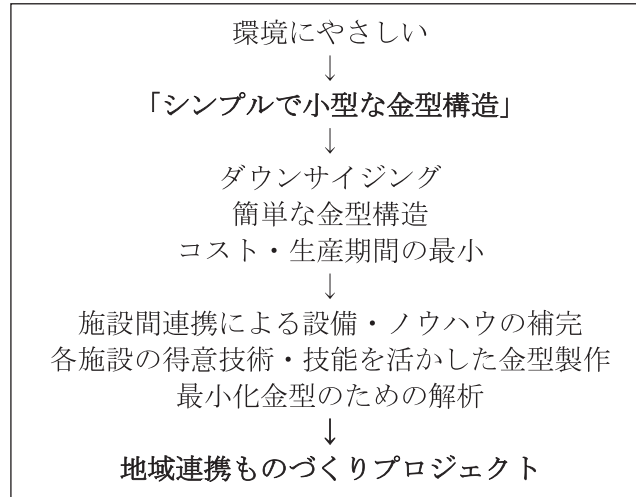 環境にやさしい
↓
「シンプルで小型な金型構造」
↓
ダウンサイジング
簡単な金型構造
コスト・生産期間の最小
↓
施設間連携による設備・ノウハウの補完
各施設の得意技術・技能を活かした金型製作
最小化金型のための解析
↓
地域連携ものづくりプロジェクト